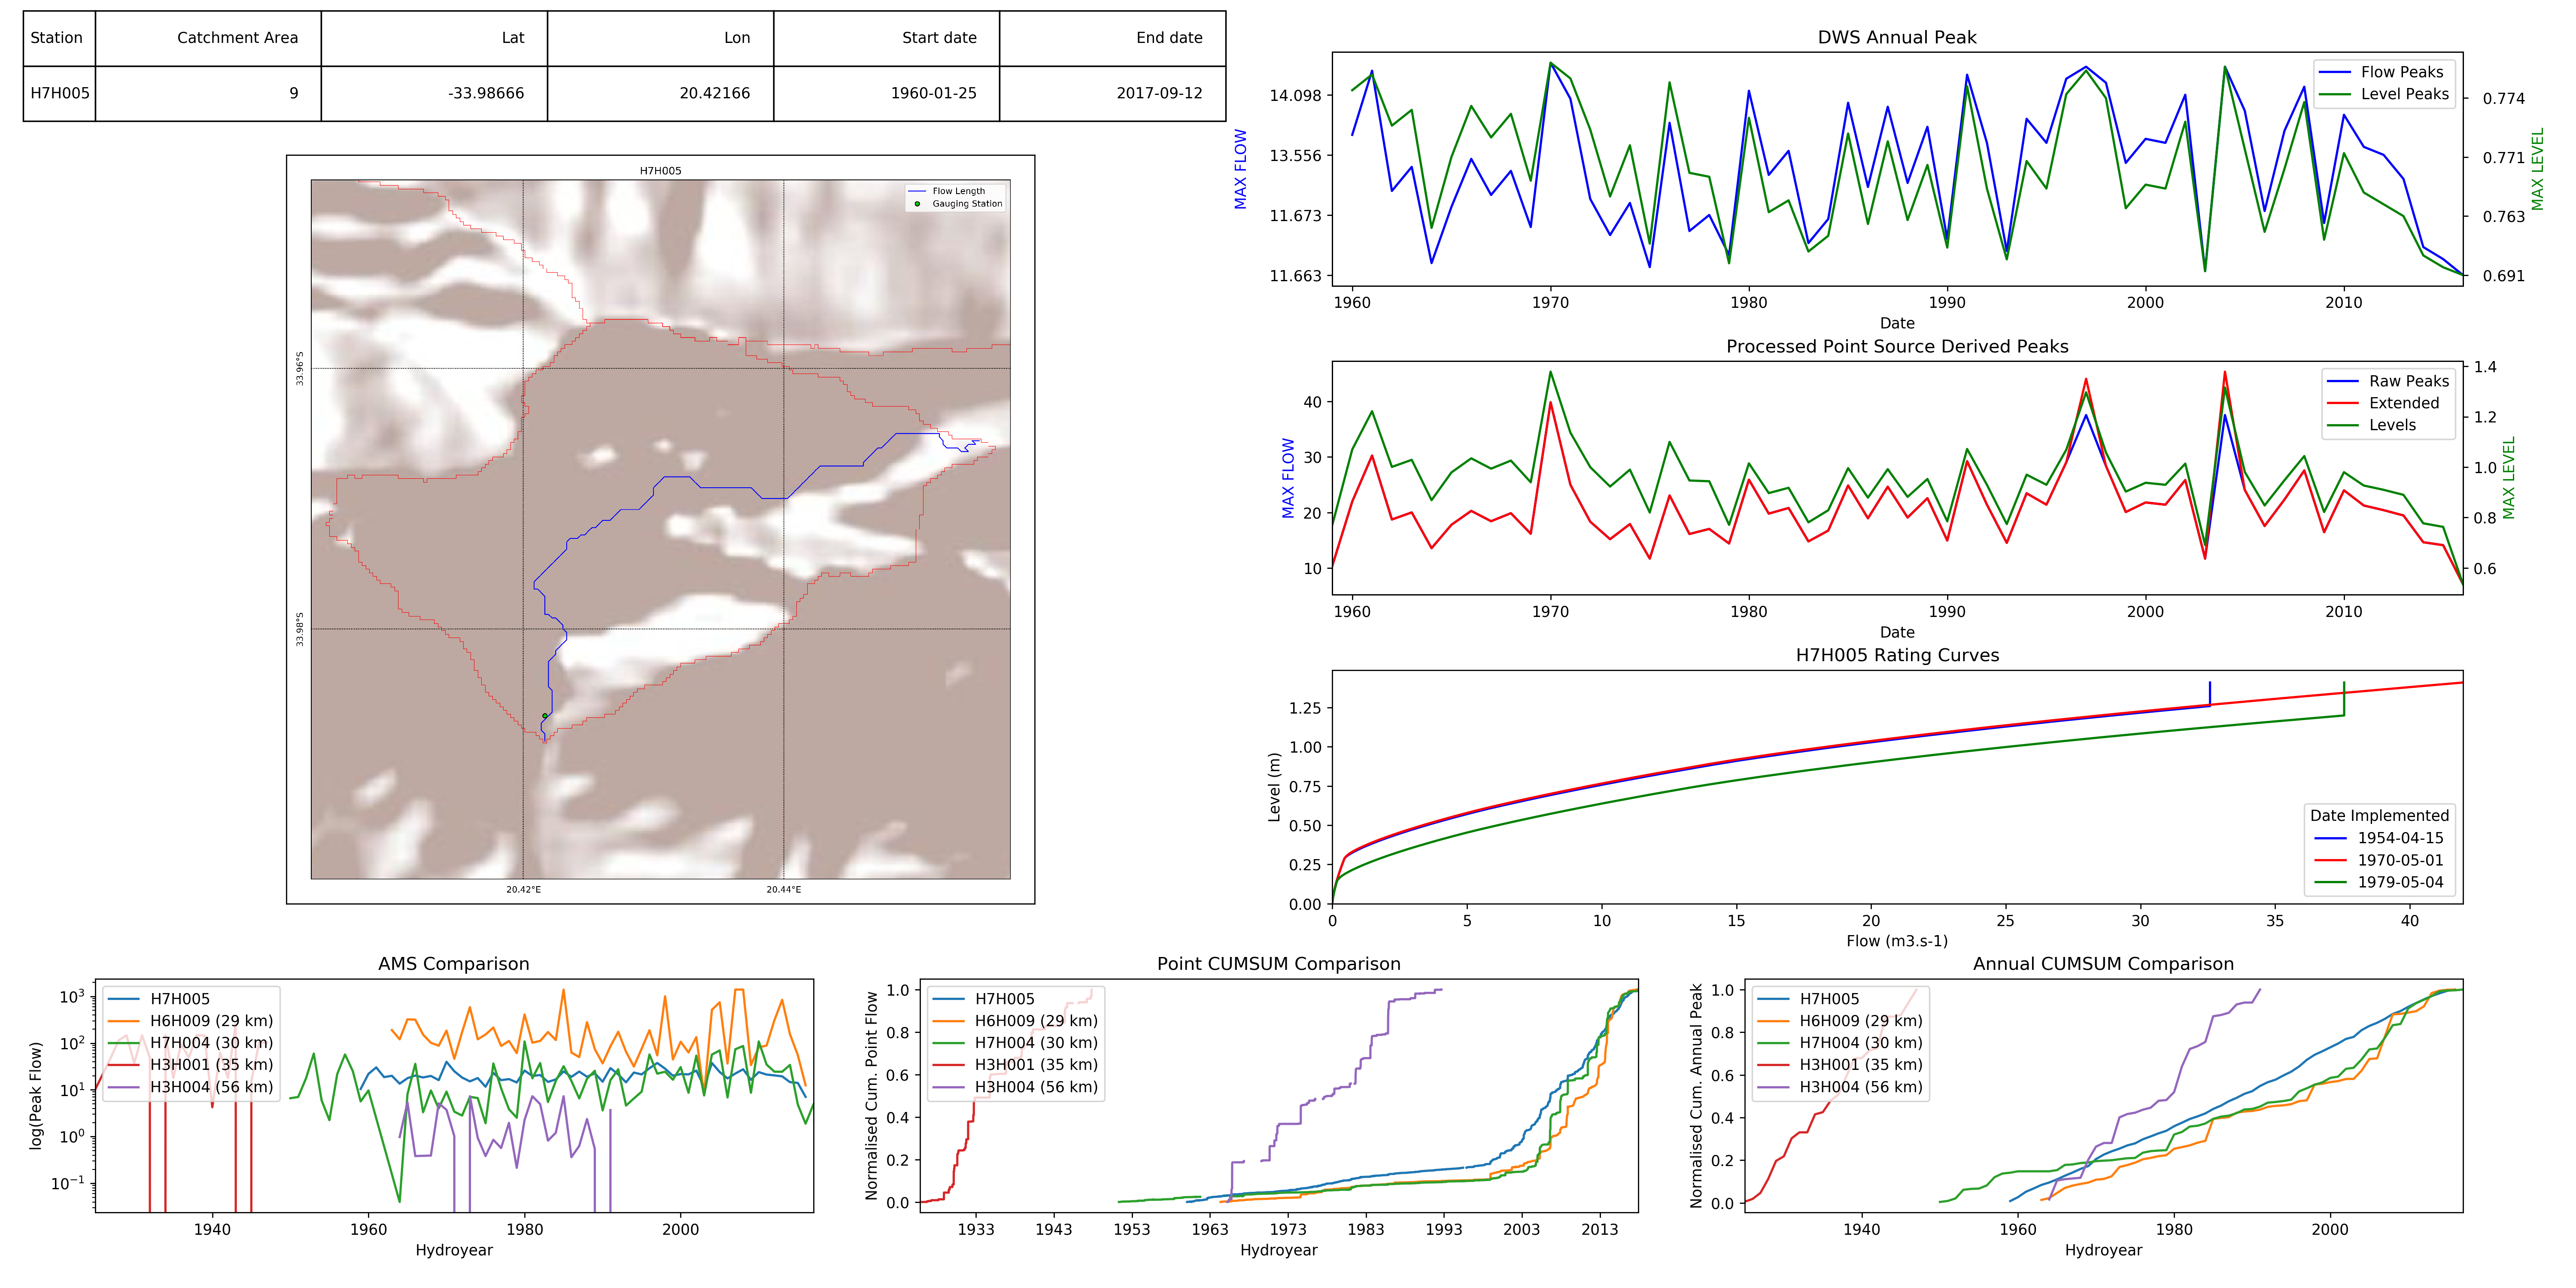 Station Catchment Area Lat Lon Start date End date
H7H005 9 -33.98666 20.42166 1960-01-25 2017-09-12
H7H005
Flow Length
Gauging Station
33.96°S
33.98°S
20.42°E 20.44°E
DWS Annual Peak
Flow Peaks
Level Peaks
MAX FLOW
14.098
13.556
11.673
11.663
0.774
0.771
0.763
0.691
MAX LEVEL
1960 1970 1980 1990 2000 2010
Date
Processed Point Source Derived Peaks
Raw Peaks
Extended
Levels
MAX FLOW
40
30
20
10
1.4
1.2
1.0
0.8
0.6
MAX LEVEL
1960 1970 1980 1990 2000 2010
Date
H7H005 Rating Curves
Level (m)
1.25
1.00
0.75
0.50
0.25
0.00
Date Implemented
1954-04-15
1970-05-01
1979-05-04
0 5 10 15 20 25 30 35 40
Flow (m3.s-1)
AMS Comparison
H7H005
H6H009 (29 km)
H7H004 (30 km)
H3H001 (35 km)
H3H004 (56 km)
log(Peak Flow)
10³
10²
10¹
10⁰
10⁻¹
1940 1960 1980 2000
Hydroyear
Point CUMSUM Comparison
H7H005
H6H009 (29 km)
H7H004 (30 km)
H3H001 (35 km)
H3H004 (56 km)
Normalised Cum. Point Flow
1.0
0.8
0.6
0.4
0.2
0.0
1933 1943 1953 1963 1973 1983 1993 2003 2013
Hydroyear
Annual CUMSUM Comparison
H7H005
H6H009 (29 km)
H7H004 (30 km)
H3H001 (35 km)
H3H004 (56 km)
Normalised Cum. Annual Peak
1.0
0.8
0.6
0.4
0.2
0.0
1940 1960 1980 2000
Hydroyear